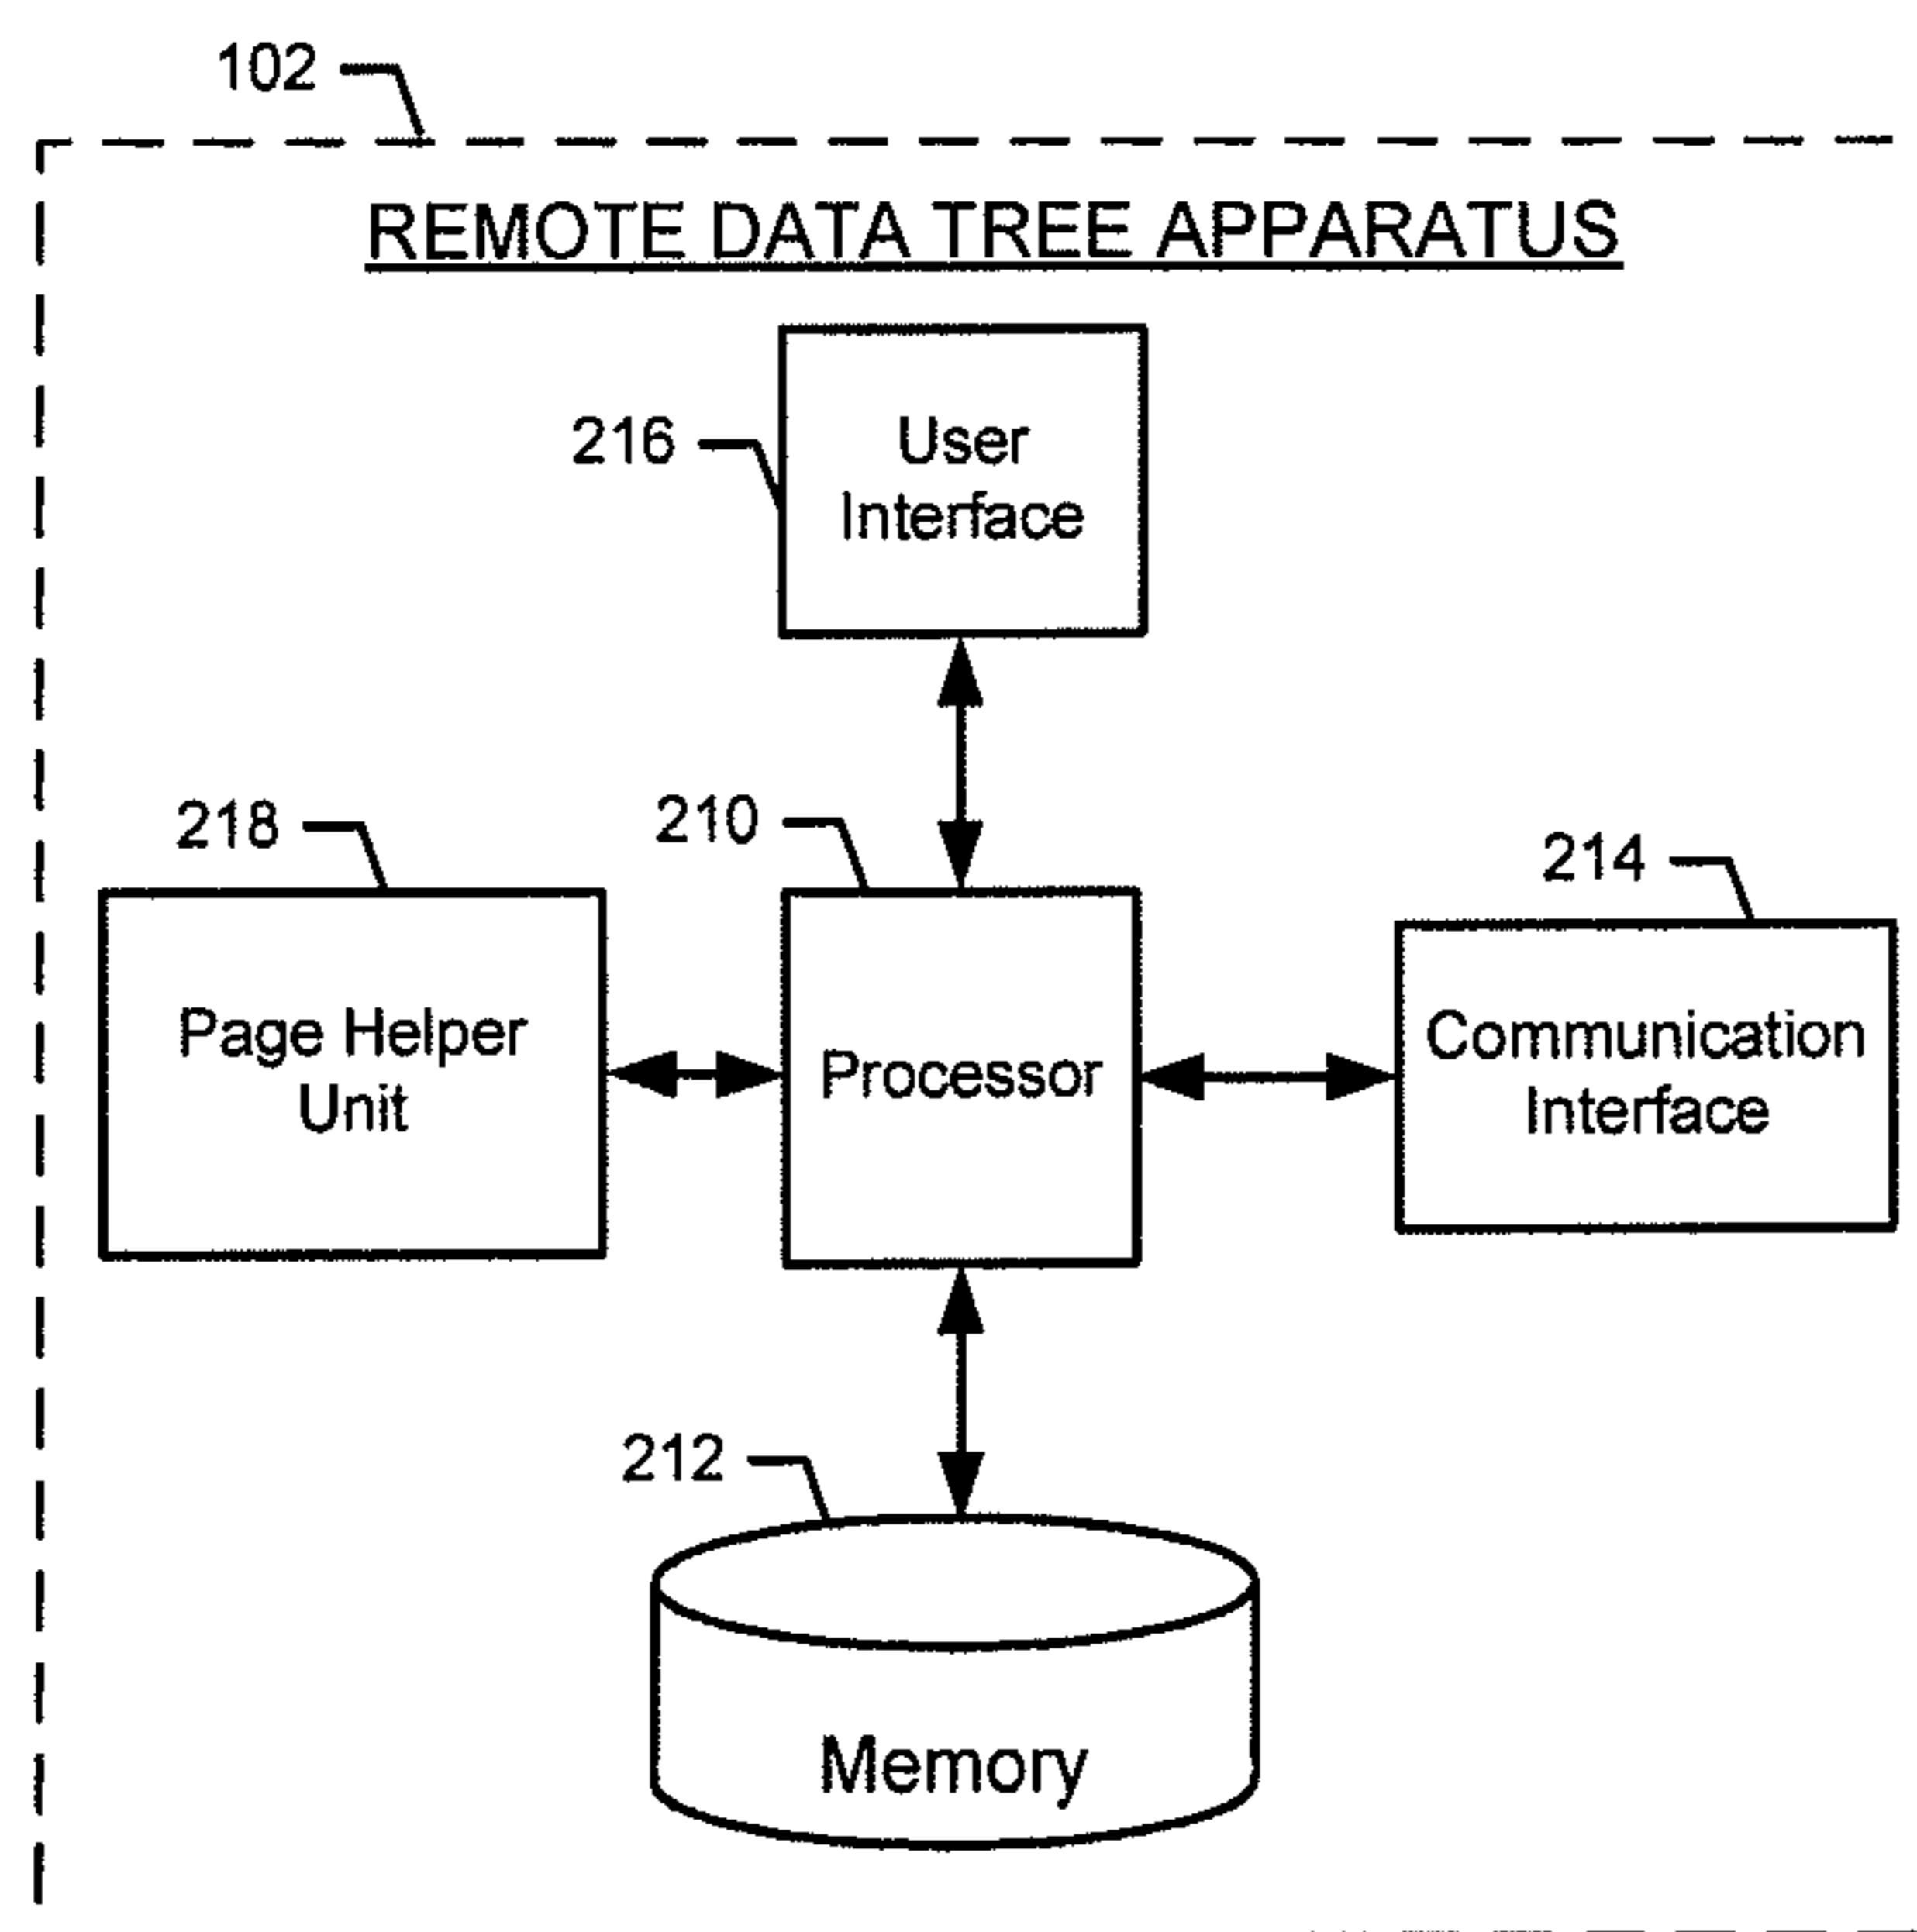 102
REMOTE DATA TREE APPARATUS
216
User
Interface
218
210
214
Page Helper
Unit
Processor
Communication
Interface
212
Memory